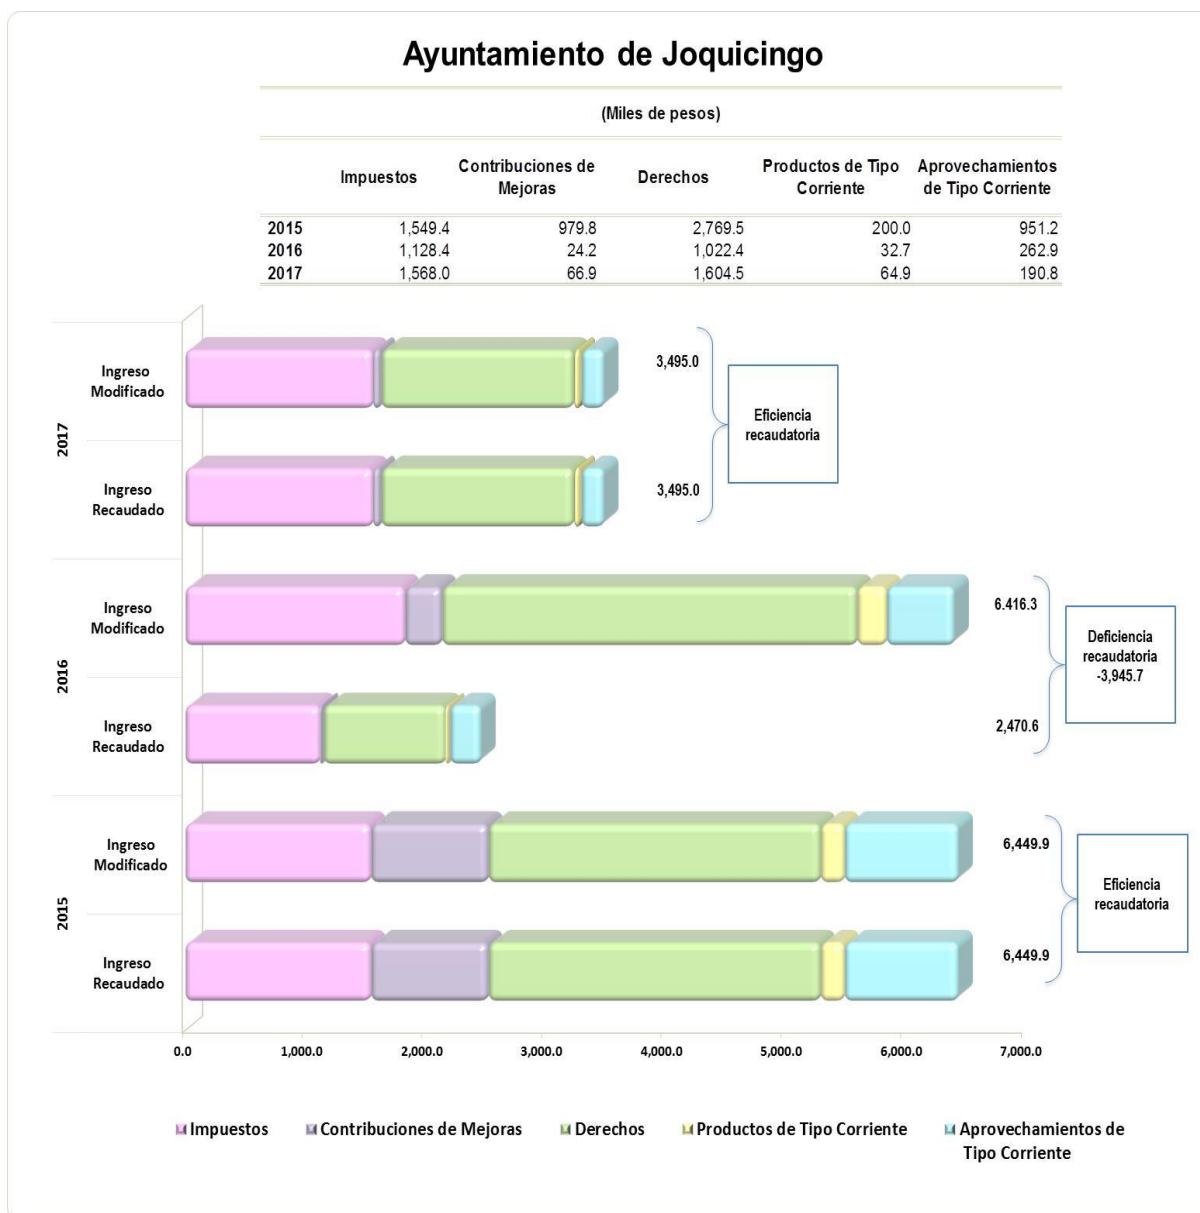 Ayuntamiento de Joquicingo
(Miles de pesos)
Impuestos
Contribuciones de
Mejoras
Derechos
Productos de Tipo
Corriente
Aprovechamientos
de Tipo Corriente
2015 1,549.4 979.8 2,769.5 200.0 951.2
2016 1,128.4 24.2 1,022.4 32.7 262.9
2017 1,568.0 66.9 1,604.5 64.9 190.8
2017
Ingreso
Modificado
3,495.0
Ingreso
Recaudado
3,495.0
Eficiencia
recaudatoria
2016
Ingreso
Modificado
6.416.3
Ingreso
Recaudado
2,470.6
Deficiencia
recaudatoria
-3,945.7
2015
Ingreso
Modificado
6,449.9
Ingreso
Recaudado
6,449.9
Eficiencia
recaudatoria
0.0 1,000.0 2,000.0 3,000.0 4,000.0 5,000.0 6,000.0 7,000.0
Impuestos
Contribuciones de Mejoras
Derechos
Productos de Tipo Corriente
Aprovechamientos de
Tipo Corriente